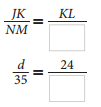 JK/NM = KL/□
d/35 = 24/□